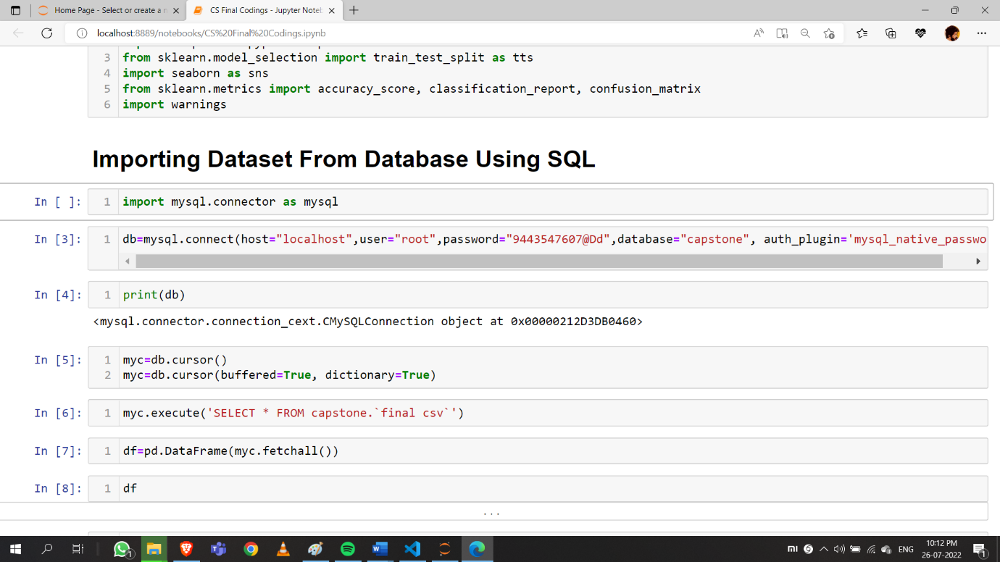 Home Page - Select or create a n
CS Final Codings - Jupyter Noteb
localhost:8889/notebooks/CS%20Final%20Codings.ipynb
3 from sklearn.model_selection import train_test_split as tts
4 import seaborn as sns
5 from sklearn.metrics import accuracy_score, classification_report, confusion_matrix
6 import warnings
Importing Dataset From Database Using SQL
In [ ]: 1 import mysql.connector as mysql
In [3]: 1 db=mysql.connect(host="localhost",user="root",password="9443547607@Dd",database="capstone", auth_plugin='mysql_native_passwo
In [4]: 1 print(db)
<mysql.connector.connection_cext.CMySQLConnection object at 0x00000212D3DB0460>
In [5]: 1 myc=db.cursor()
2 myc=db.cursor(buffered=True, dictionary=True)
In [6]: 1 myc.execute('SELECT * FROM capstone.`final csv`')
In [7]: 1 df=pd.DataFrame(myc.fetchall())
In [8]: 1 df
...
1
mi
ENG
10:12 PM
26-07-2022
1